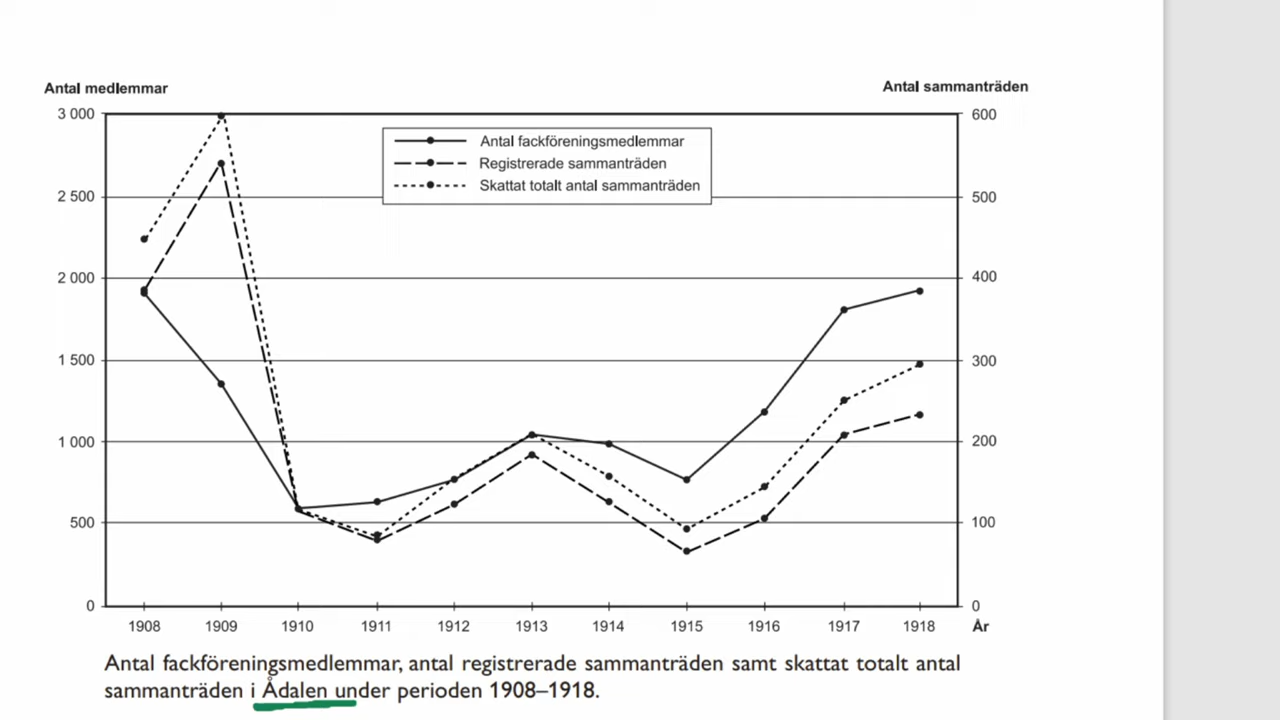 Antal medlemmar
Antal sammanträden
3 000
2 500
2 000
1 500
1 000
500
0
600
500
400
300
200
100
0
Antal fackföreningsmedlemmar
Registrerade sammanträden
Skattat totalt antal sammanträden
1908 1909 1910 1911 1912 1913 1914 1915 1916 1917 1918 År
Antal fackföreningsmedlemmar, antal registrerade sammanträden samt skattat totalt antal
sammanträden i Ådalen under perioden 1908–1918.